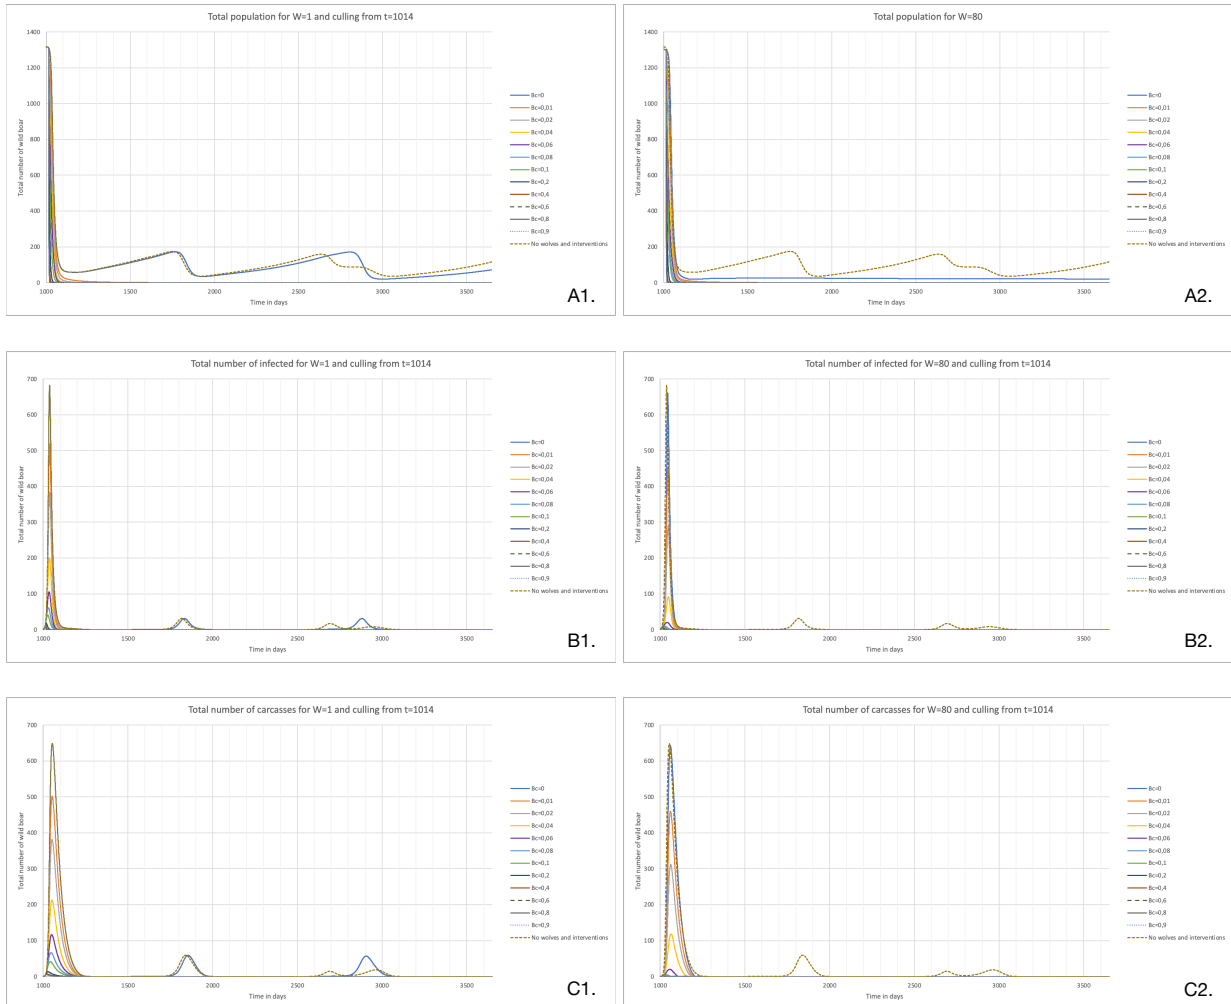 Total population for W=1 and culling from t=1014
Total number of wild boar
1400
1200
1000
800
600
400
200
0
1000
1500
2000
2500
3000
3500
Time in days
Bc=0
Bc=0,01
Bc=0,02
Bc=0,04
Bc=0,06
Bc=0,08
Bc=0,1
Bc=0,2
Bc=0,4
Bc=0,6
Bc=0,8
Bc=0,9
No wolves and interventions
A1.
Total population for W=80
Total number of wild boar
1400
1200
1000
800
600
400
200
0
1000
1500
2000
2500
3000
3500
Time in days
Bc=0
Bc=0,01
Bc=0,02
Bc=0,04
Bc=0,06
Bc=0,08
Bc=0,1
Bc=0,2
Bc=0,4
Bc=0,6
Bc=0,8
Bc=0,9
No wolves and interventions
A2.
Total number of infected for W=1 and culling from t=1014
Total number of wild boar
700
600
500
400
300
200
100
0
1000
1500
2000
2500
3000
3500
Time in days
Bc=0
Bc=0,01
Bc=0,02
Bc=0,04
Bc=0,06
Bc=0,08
Bc=0,1
Bc=0,2
Bc=0,4
Bc=0,6
Bc=0,8
Bc=0,9
No wolves and interventions
B1.
Total number of infected for W=80 and culling from t=1014
Total number of wild boar
700
600
500
400
300
200
100
0
1000
1500
2000
2500
3000
3500
Time in days
Bc=0
Bc=0,01
Bc=0,02
Bc=0,04
Bc=0,06
Bc=0,08
Bc=0,1
Bc=0,2
Bc=0,4
Bc=0,6
Bc=0,8
Bc=0,9
No wolves and interventions
B2.
Total number of carcasses for W=1 and culling from t=1014
Total number of wild boar
700
600
500
400
300
200
100
0
1000
1500
2000
2500
3000
3500
Time in days
Bc=0
Bc=0,01
Bc=0,02
Bc=0,04
Bc=0,06
Bc=0,08
Bc=0,1
Bc=0,2
Bc=0,4
Bc=0,6
Bc=0,8
Bc=0,9
No wolves and interventions
C1.
Total number of carcasses for W=80 and culling from t=1014
Total number of wild boar
700
600
500
400
300
200
100
0
1000
1500
2000
2500
3000
3500
Time in days
Bc=0
Bc=0,01
Bc=0,02
Bc=0,04
Bc=0,06
Bc=0,08
Bc=0,1
Bc=0,2
Bc=0,4
Bc=0,6
Bc=0,8
Bc=0,9
No wolves and interventions
C2.